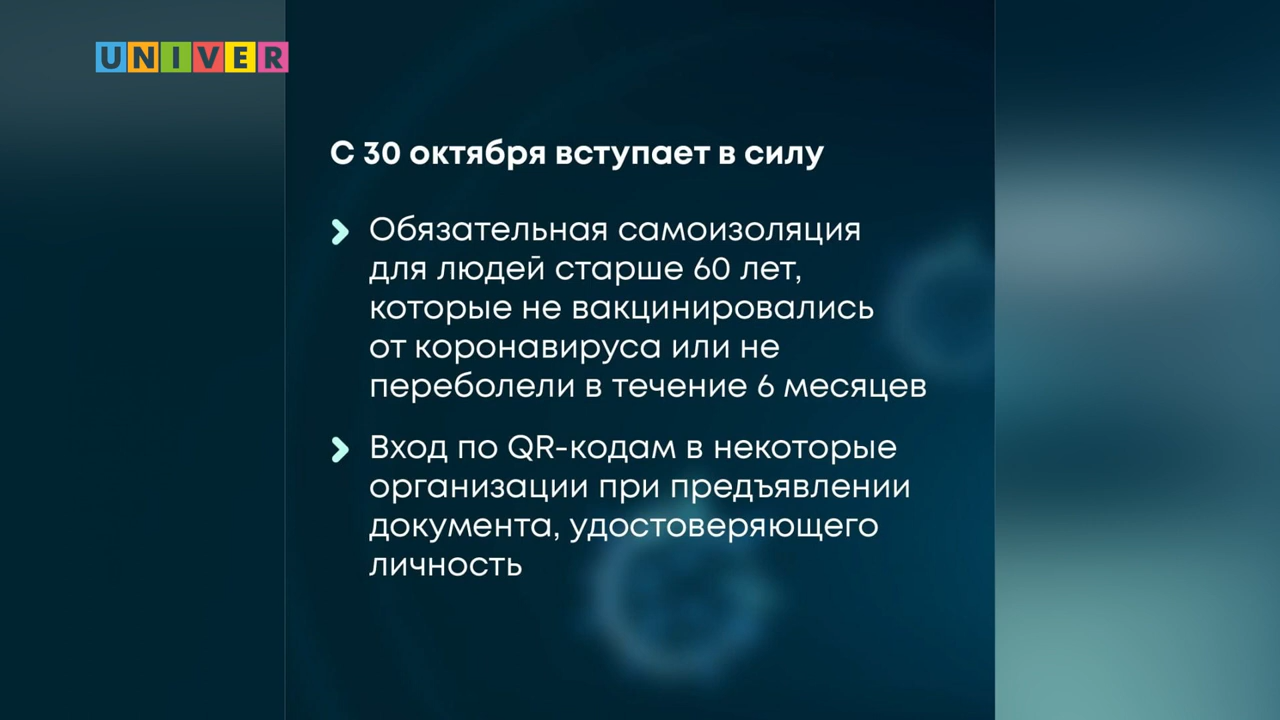 UNIVER
С 30 октября вступает в силу
Обязательная самоизоляция
для людей старше 60 лет,
которые не вакцинировались
от коронавируса или не
переболели в течение 6 месяцев
Вход по QR-кодам в некоторые
организации при предъявлении
документа, удостоверяющего
личность